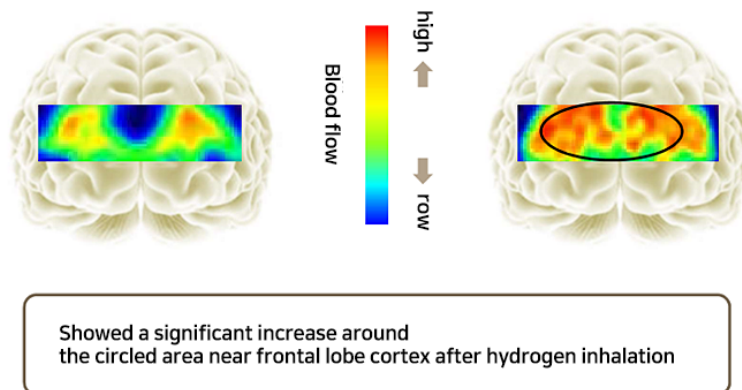 high
Blood flow
row
Showed a significant increase around
the circled area near frontal lobe cortex after hydrogen inhalation